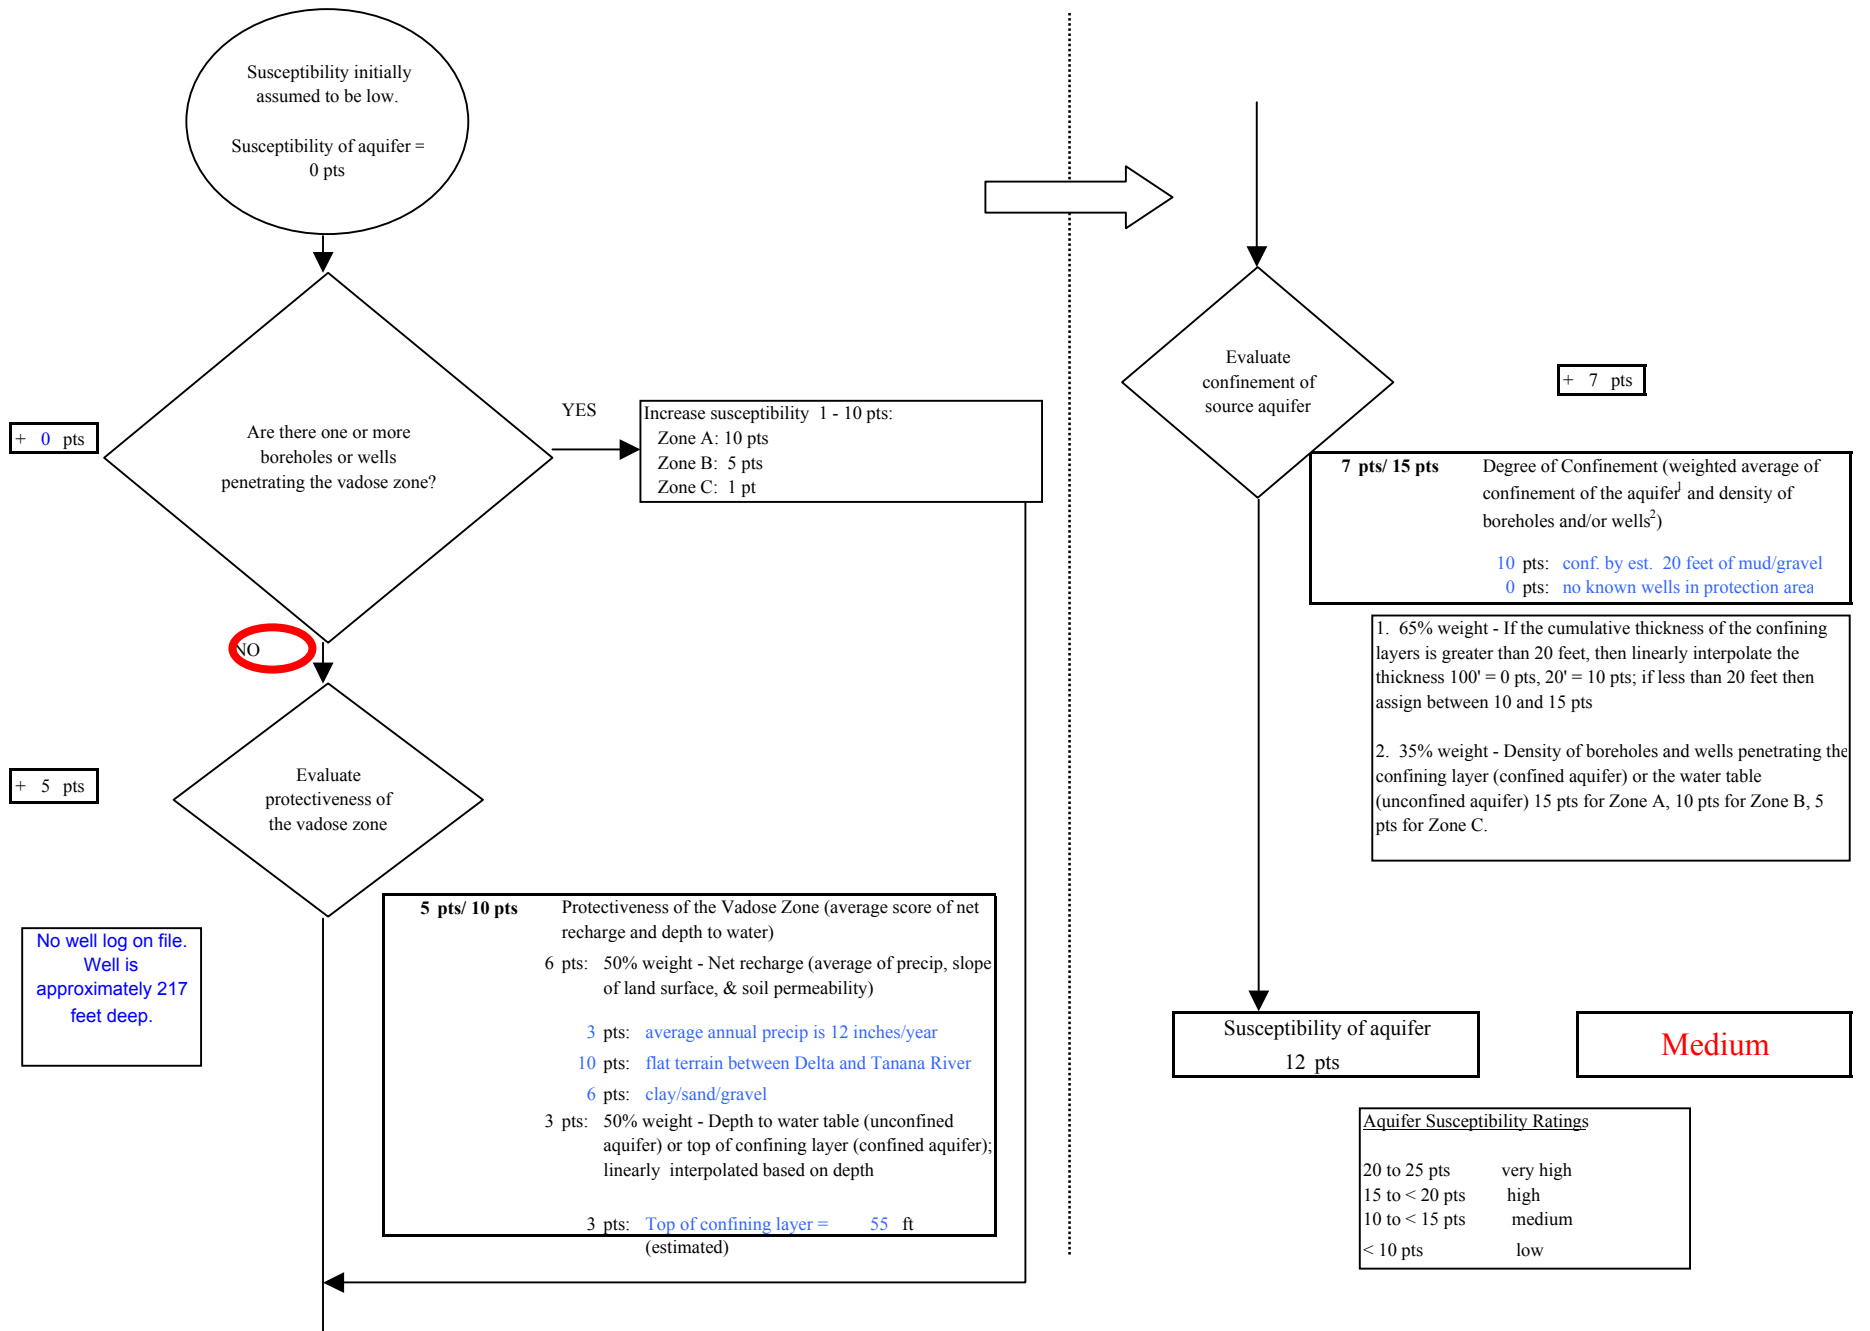 Susceptibility initially
assumed to be low.
Susceptibility of aquifer =
0 pts
+ 0 pts
Are there one or more
boreholes or wells
penetrating the vadose zone?
YES
Increase susceptibility 1 - 10 pts:
Zone A: 10 pts
Zone B: 5 pts
Zone C: 1 pt
NO
+ 5 pts
Evaluate
protectiveness of
the vadose zone
No well log on file.
Well is
approximately 217
feet deep.
5 pts/ 10 pts Protectiveness of the Vadose Zone (average score of net
recharge and depth to water)
6 pts: 50% weight - Net recharge (average of precip, slope
of land surface, & soil permeability)
3 pts: average annual precip is 12 inches/year
10 pts: flat terrain between Delta and Tanana River
6 pts: clay/sand/gravel
3 pts: 50% weight - Depth to water table (unconfined
aquifer) or top of confining layer (confined aquifer);
linearly interpolated based on depth
3 pts: Top of confining layer = 55 ft
(estimated)
Evaluate
confinement of
source aquifer
+ 7 pts
7 pts/ 15 pts Degree of Confinement (weighted average of
confinement of the aquifer1 and density of
boreholes and/or wells2)
10 pts: conf. by est. 20 feet of mud/gravel
0 pts: no known wells in protection area
1. 65% weight - If the cumulative thickness of the confining
layers is greater than 20 feet, then linearly interpolate the
thickness 100' = 0 pts, 20' = 10 pts; if less than 20 feet then
assign between 10 and 15 pts
2. 35% weight - Density of boreholes and wells penetrating the
confining layer (confined aquifer) or the water table
(unconfined aquifer) 15 pts for Zone A, 10 pts for Zone B, 5
pts for Zone C.
Susceptibility of aquifer
12 pts
Medium
Aquifer Susceptibility Ratings
20 to 25 pts very high
15 to < 20 pts high
10 to < 15 pts medium
< 10 pts low